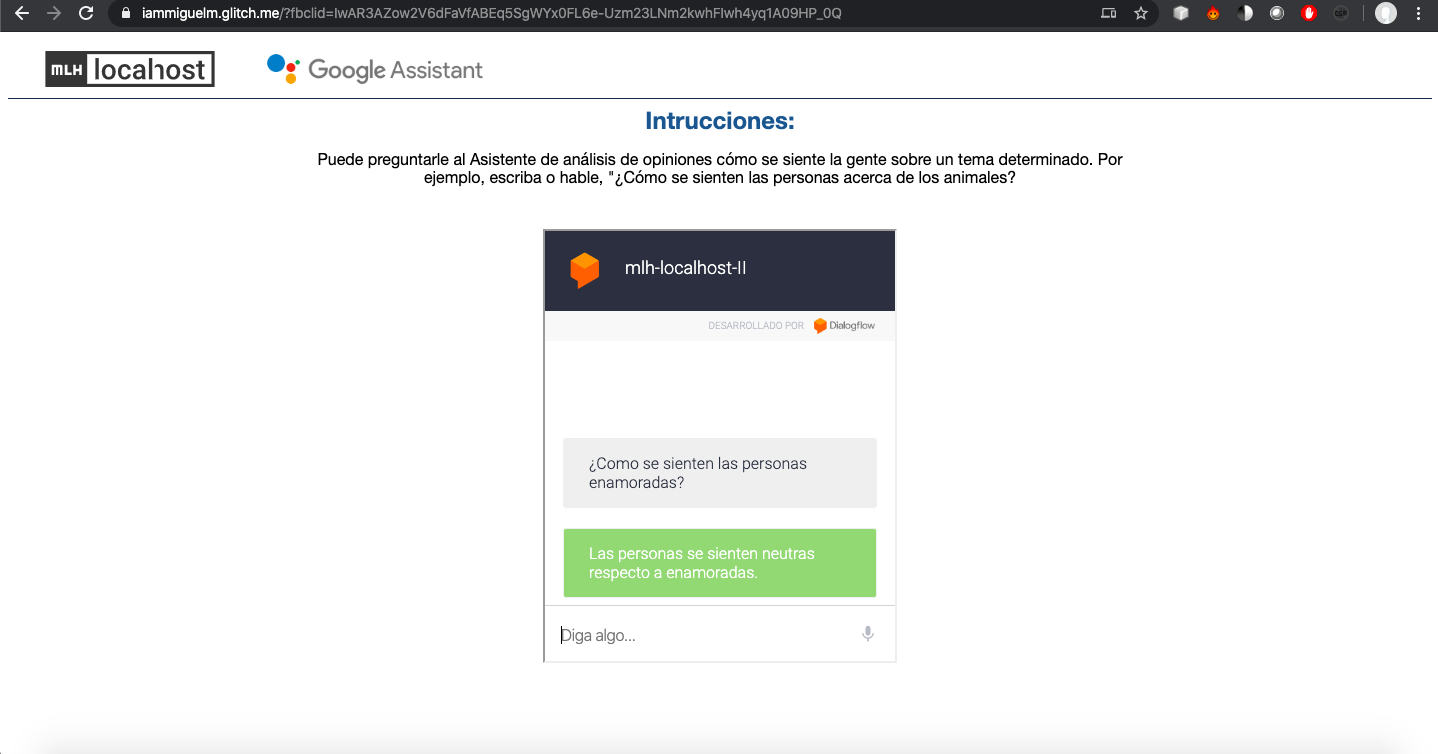 iammiguelm.glitch.me/?fbclid=IwAR3AZow2V6dFaVfABEq5SgWYx0FL6e-Uzm23LNm2kwhFIwh4yq1A09HP_0Q
MLH localhost Google Assistant
Intrucciones:
Puede preguntarle al Asistente de análisis de opiniones cómo se siente la gente sobre un tema determinado. Por
ejemplo, escriba o hable, "¿Cómo se sienten las personas acerca de los animales?
mlh-localhost-II
DESARROLLADO POR Dialogflow
¿Como se sienten las personas
enamoradas?
Las personas se sienten neutras
respecto a enamoradas.
Diga algo...